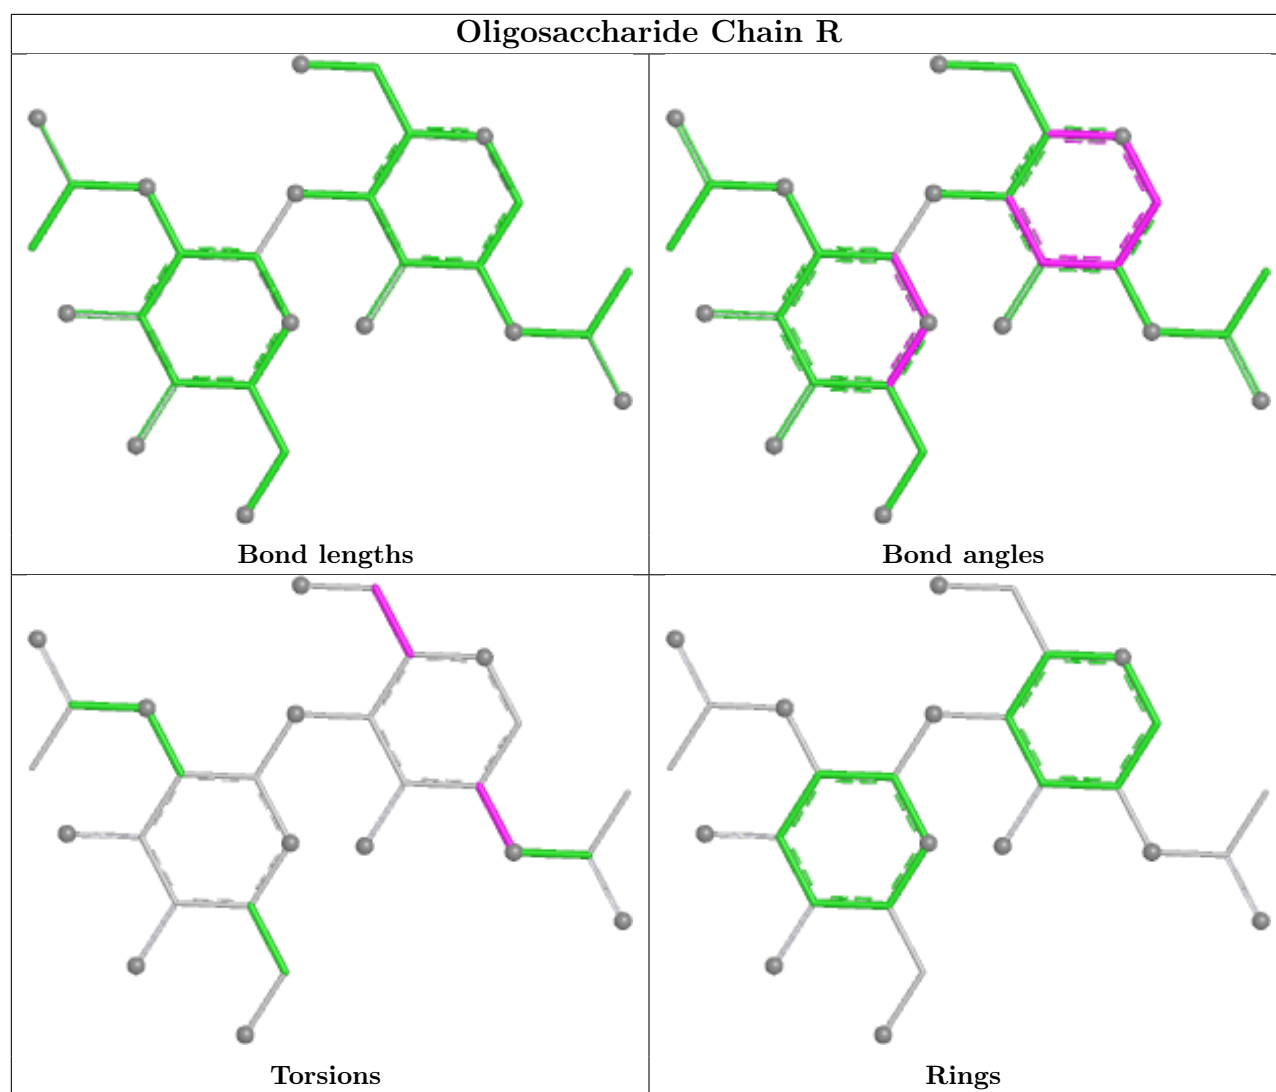 Oligosaccharide Chain R
Bond lengths
Bond angles
Torsions
Rings